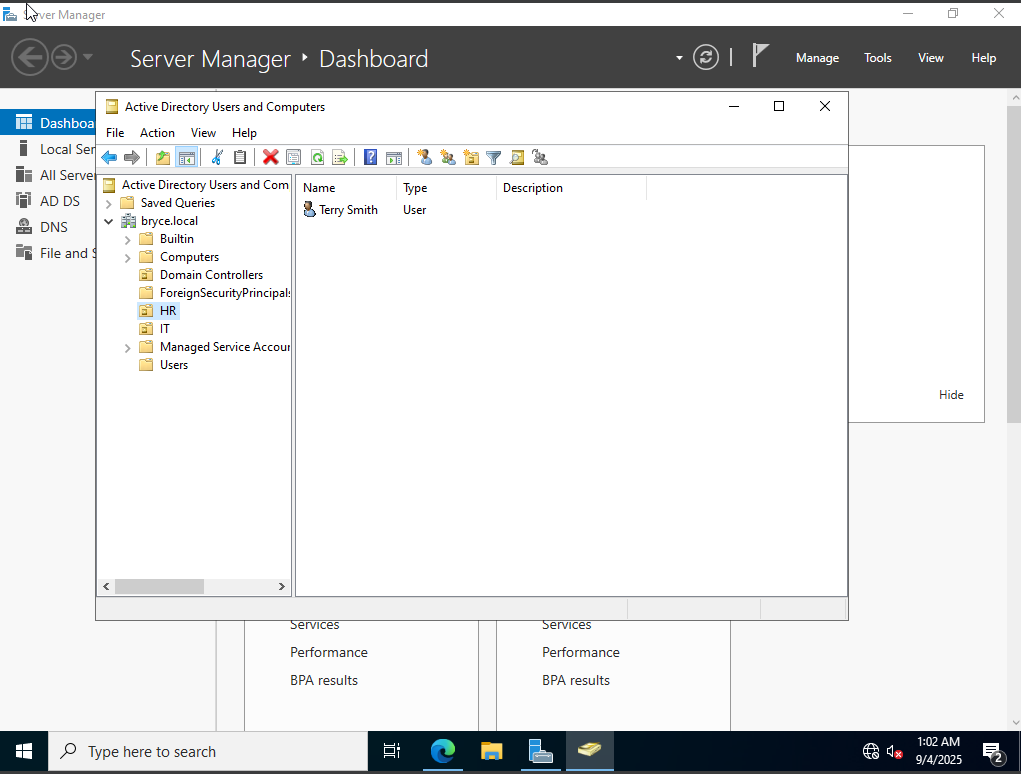 Server Manager
Server Manager ‣ Dashboard
Manage Tools View Help
Active Directory Users and Computers
File Action View Help
Dashboa
Local Ser
All Server
AD DS
DNS
File and S
Active Directory Users and Com
Saved Queries
bryce.local
Builtin
Computers
Domain Controllers
ForeignSecurityPrincipals
HR
IT
Managed Service Accour
Users
Name Type Description
Terry Smith User
Hide
Services Services
Performance Performance
BPA results BPA results
Type here to search
1:02 AM
9/4/2025
2